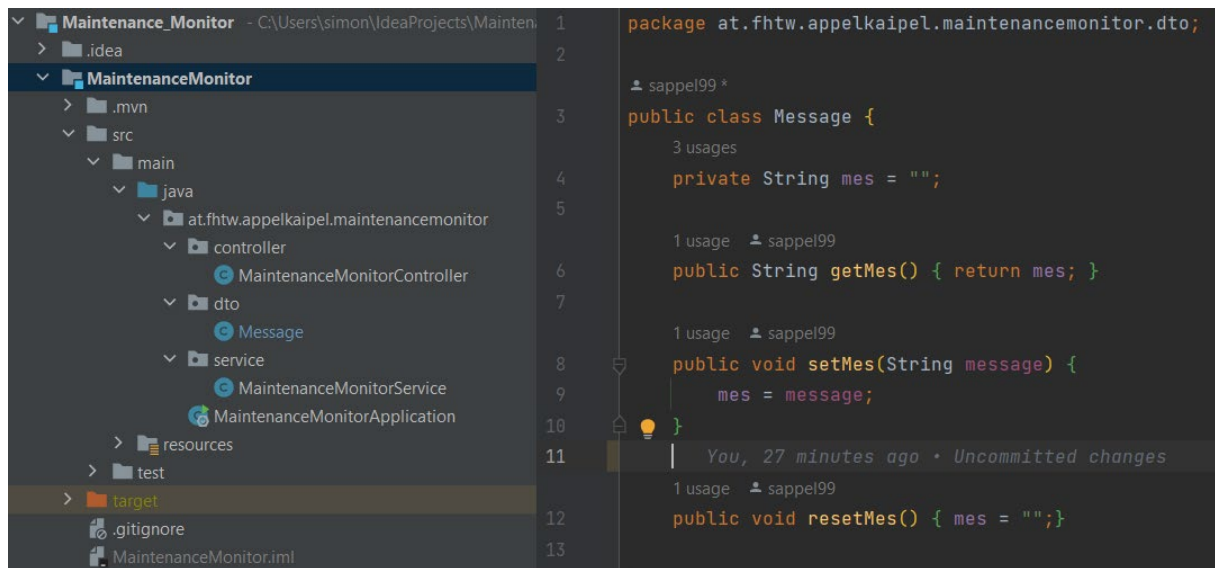 Maintenance_Monitor - C:\Users\simon\IdeaProjects\Mainten
.idea
MaintenanceMonitor
.mvn
src
main
java
at.fhtw.appelkaipel.maintenancemonitor
controller
MaintenanceMonitorController
dto
Message
service
MaintenanceMonitorService
MaintenanceMonitorApplication
resources
test
target
.gitignore
MaintenanceMonitor.iml
1 package at.fhtw.appelkaipel.maintenancemonitor.dto;
2
sappel99 *
3 public class Message {
3 usages
4 private String mes = "";
5
1 usage sappel99
6 public String getMes() { return mes; }
7
1 usage sappel99
8 public void setMes(String message) {
9 mes = message;
10 }
11 You, 27 minutes ago • Uncommitted changes
1 usage sappel99
12 public void resetMes() { mes = "";}
13